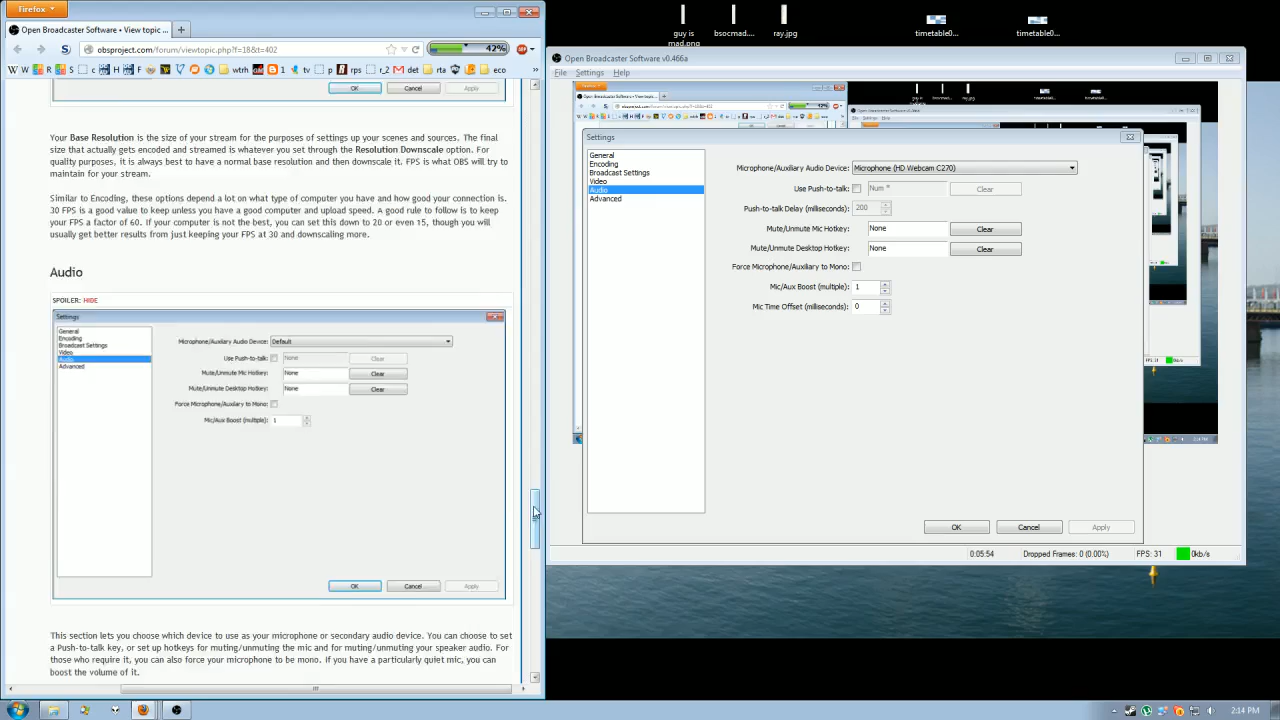 Firefox
Open Broadcaster Software • View topic ...
obsproject.com/forum/viewtopic.php?f=18&t=402
42%
wtrh
tv
rps
r_2
det
rta
eco
OK
Cancel
Apply
Your Base Resolution is the size of your stream for the purposes of settings up your scenes and sources. The final
size that actually gets encoded and streamed is whatever you set through the Resolution Downscale option. For
quality purposes, it is always best to have a normal base resolution and then downscale it. FPS is what OBS will try to
maintain for your stream.
Similar to Encoding, these options depend a lot on what type of computer you have and how good your connection is.
30 FPS is a good value to keep unless you have a good computer and upload speed. A good rule to follow is to keep
your FPS a factor of 60. If your computer is not the best, you can set this down to 20 or even 15, though you will
usually get better results from just keeping your FPS at 30 and downscaling more.
Audio
SPOILER: HIDE
Settings
General
Encoding
Broadcast Settings
Video
Audio
Advanced
Microphone/Auxiliary Audio Device: Default
Use Push-to-talk: None Clear
Mute/Unmute Mic Hotkey: None Clear
Mute/Unmute Desktop Hotkey: None Clear
Force Microphone/Auxiliary to Mono:
Mic/Aux Boost (multiple): 1
OK Cancel Apply
This section lets you choose which device to use as your microphone or secondary audio device. You can choose to set
a Push-to-talk key, or set up hotkeys for muting/unmuting the mic and for muting/unmuting your speaker audio. For
those who require it, you can also force your microphone to be mono. If you have a particularly quiet mic, you can
boost the volume of it.
guy is
mad.png
bsocmad....
ray.jpg
timetable0...
timetable0...
Open Broadcaster Software v0.466a
File Settings Help
Settings
General
Encoding
Broadcast Settings
Video
Audio
Advanced
Microphone/Auxiliary Audio Device: Microphone (HD Webcam C270)
Use Push-to-talk: Num * Clear
Push-to-talk Delay (miliseconds): 200
Mute/Unmute Mic Hotkey: None Clear
Mute/Unmute Desktop Hotkey: None Clear
Force Microphone/Auxiliary to Mono:
Mic/Aux Boost (multiple): 1
Mic Time Offset (miliseconds): 0
OK Cancel Apply
0:05:54 Dropped Frames: 0 (0.00%) FPS: 31 0kb/s
2:14 PM